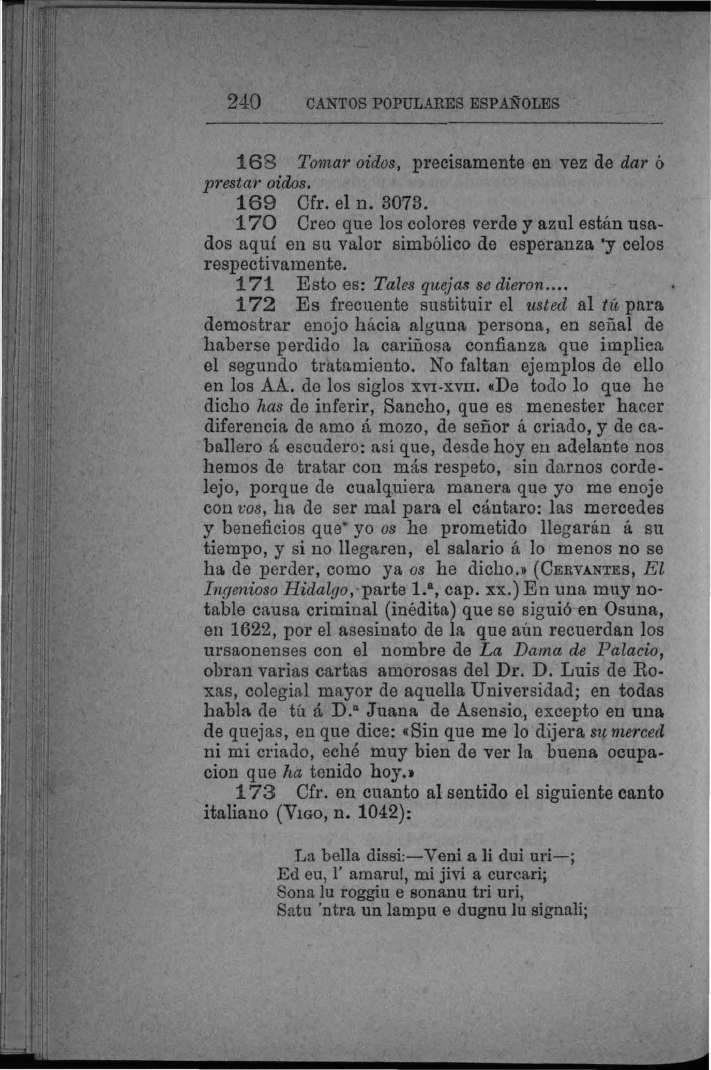 240 CANTOS POPULARES ESPAÑOLES
168 Tomar oidos, precisamente en vez de dar ó
prestar oidos.
169 Cfr. el n. 3073.
170 Creo que los colores verde y azul están usa-
dos aquí en su valor simbólico de esperanza y celos
respectivamente.
171 Esto es: Tales quejas se dieron....
172 Es frecuente sustituir el usted al tú para
demostrar enojo hácia alguna persona, en señal de
haberse perdido la cariñosa confianza que implica
el segundo tratamiento. No faltan ejemplos de ello
en los AA. de los siglos XVI-XVII. «De todo lo que he
dicho has de inferir, Sancho, que es menester hacer
diferencia de amo á mozo, de señor á criado, y de ca-
ballero á escudero: asi que, desde hoy en adelante nos
hemos de tratar con más respeto, sin darnos corde-
lejo, porque de cualquiera manera que yo me enoje
con vos, ha de ser mal para el cántaro: las mercedes
y beneficios que yo os he prometido llegarán á su
tiempo, y si no llegaren, el salario á lo menos no se
ha de perder, como ya os he dicho.» (CERVANTES, El
Ingenioso Hidalgo, parte 1.ª, cap. XX.) En una muy no-
table causa criminal (inédita) que se siguió en Osuna,
en 1622, por el asesinato de la que aún recuerdan los
ursaonenses con el nombre de La Dama de Palacio,
obran varias cartas amorosas del Dr. D. Luis de Ro-
xas, colegial mayor de aquella Universidad; en todas
habla de tú á D.ª Juana de Asensio, excepto en una
de quejas, en que dice: «Sin que me lo dijera su merced
ni mi criado, eché muy bien de ver la buena ocupa-
cion que ha tenido hoy.»
173 Cfr. en cuanto al sentido el siguiente canto
italiano (VIGO, n. 1042):
La bella dissi:—Veni a li dui uri—;
Ed eu, l' amaru!, mi jivi a curcari;
Sona lu roggiu e sonanu tri uri,
Satu 'ntra un lampu e dugnu lu signali;